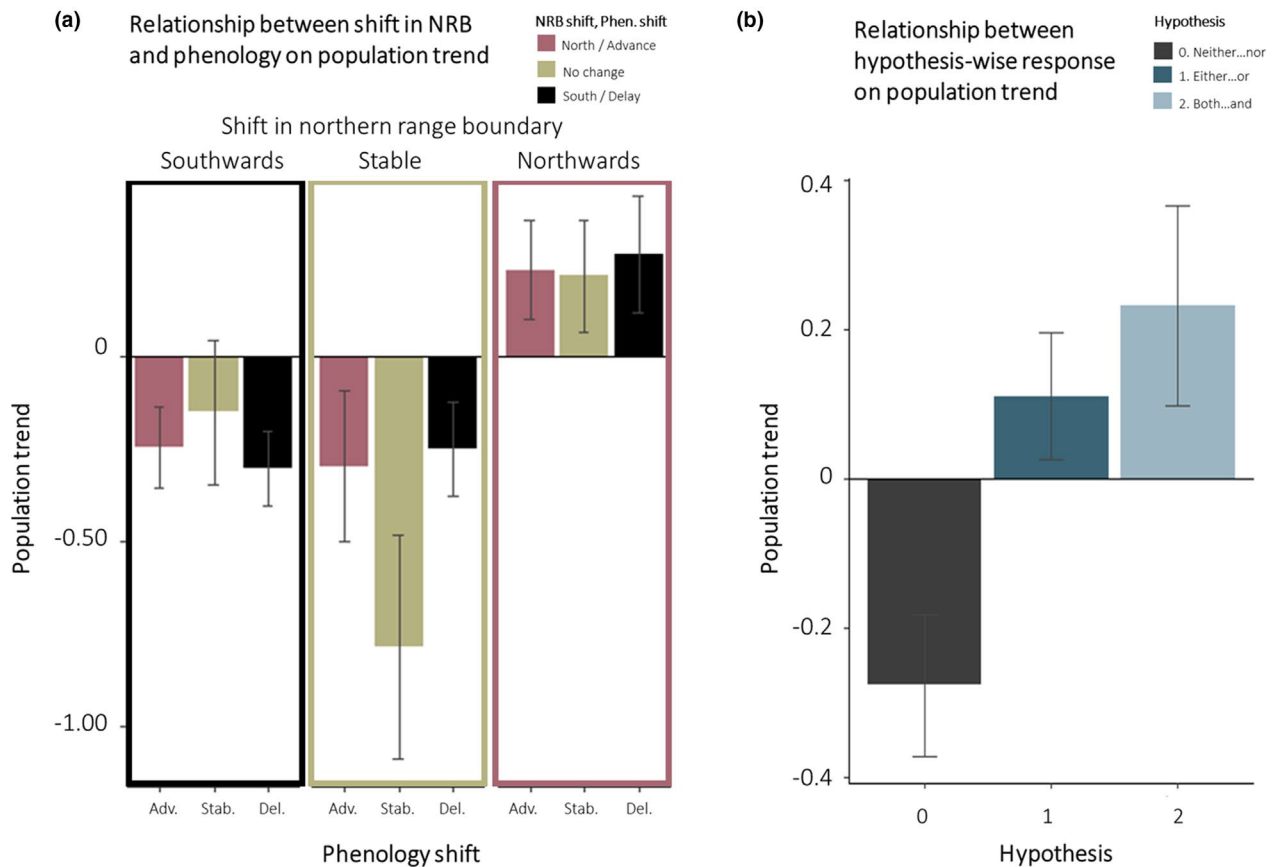 (a)
Relationship between shift in NRB
and phenology on population trend
NRB shift, Phen. shift
North / Advance
No change
South / Delay
Shift in northern range boundary
Southwards
Stable
Northwards
Population trend
0
-0.50
-1.00
Adv. Stab. Del.
Adv. Stab. Del.
Adv. Stab. Del.
Phenology shift
(b)
Relationship between
hypothesis-wise response
on population trend
Hypothesis
0. Neither...nor
1. Either...or
2. Both...and
Population trend
0.4
0.2
0
-0.2
-0.4
0 1 2
Hypothesis